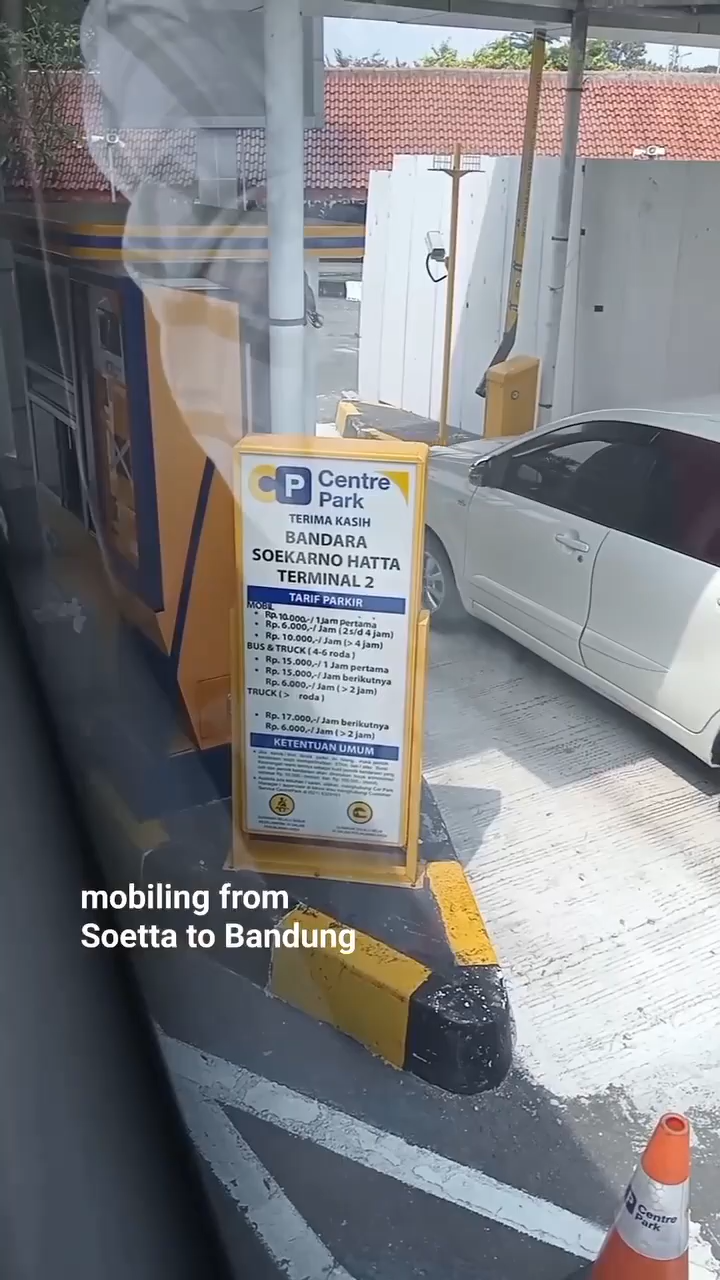 CP Centre
Park
TERIMA KASIH
BANDARA
SOEKARNO HATTA
TERMINAL 2
TARIF PARKIR
MOBIL
• Rp.10.000,-/ 1 Jam pertama
• Rp. 6.000,-/ Jam (2 s/d 4 jam)
• Rp. 10.000,-/ Jam (> 4 jam)
BUS & TRUCK ( 4-6 roda )
• Rp. 15.000,-/ 1 Jam pertama
• Rp. 15.000,-/ Jam berikutnya
Rp. 6.000,-/ Jam ( > 2 jam)
TRUCK ( > roda )
• Rp. 17.000,-/ Jam berikutnya
Rp. 6.000,-/ Jam ( > 2 jam)
KETENTUAN UMUM
mobiling from
Soetta to Bandung
Centre
Park